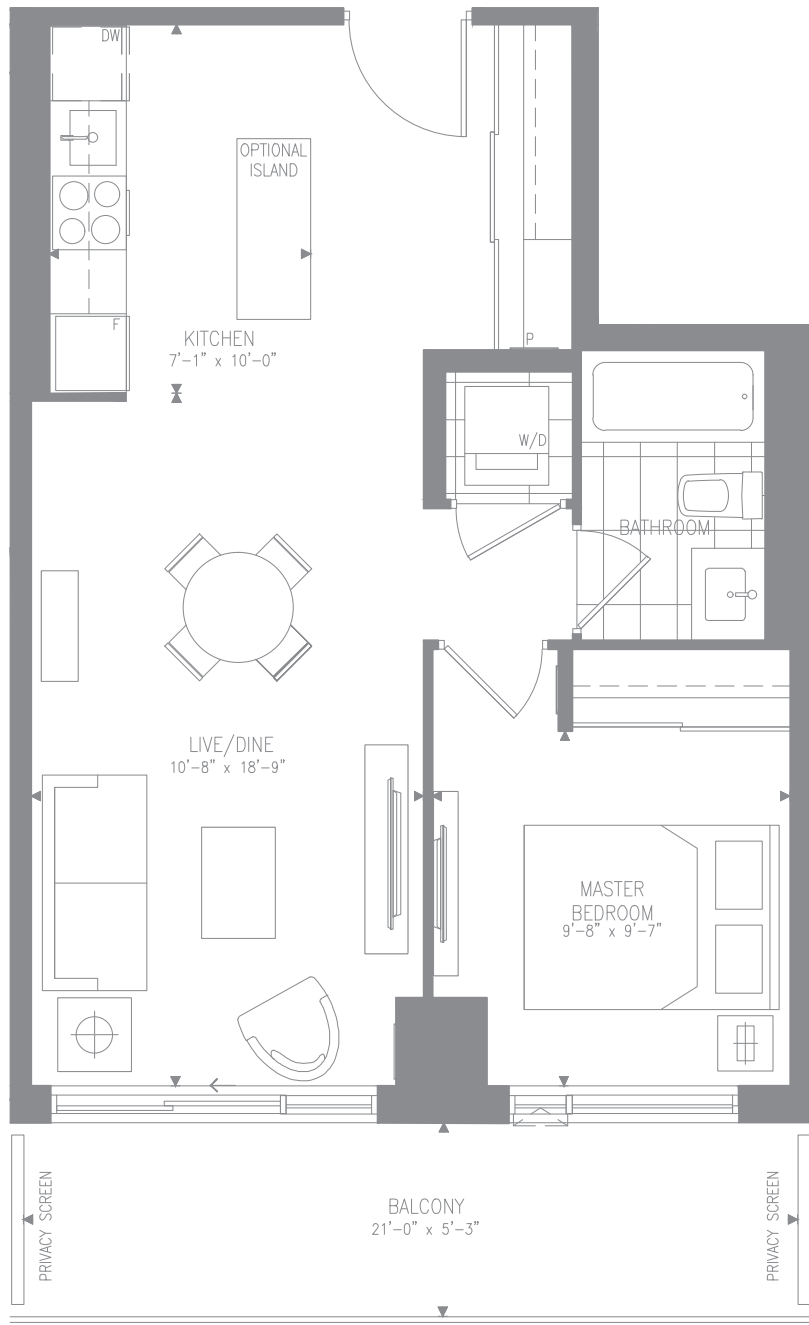 DW
OPTIONAL
ISLAND
F
KITCHEN
7'-1" x 10'-0"
P
W/D
BATHROOM
LIVE/DINE
10'-8" x 18'-9"
MASTER
BEDROOM
9'-8" x 9'-7"
PRIVACY SCREEN
BALCONY
21'-0" x 5'-3"
PRIVACY SCREEN